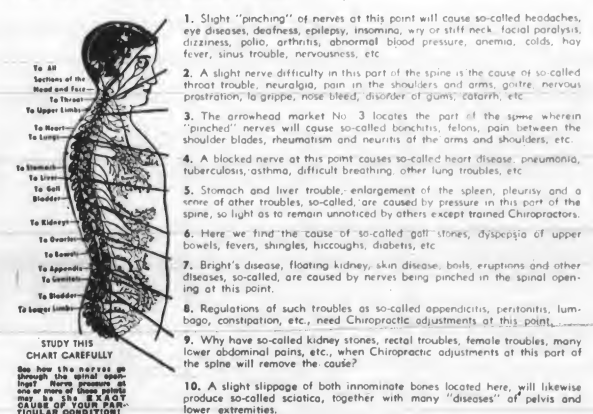 To All
Sections of the
Head and Face
To Throat
To Upper Limbs
To Heart
To Lungs
To Stomach
To Liver
To Gall
Bladder
To Kidneys
To Ovaries
To Bowels
To Appendix
To Genitals
To Bladder
To Lower Limbs
STUDY THIS
CHART CAREFULLY
See how the nerves go
through the spinal open-
ings? Nerve pressure at
one or more of these points
may be the EXACT
CAUSE OF YOUR PAR-
TICULAR CONDITION!
1. Slight "pinching" of nerves at this point will cause so-called headaches,
eye diseases, deafness, epilepsy, insomina, wry or stiff neck, facial paralysis,
dizziness, polio, arthritis, abnormal blood pressure, anemia, colds, hay
fever, sinus trouble, nervousness, etc
2. A slight nerve difficulty in this part of the spine is the cause of so-called
throat trouble, neuralgia, pain in the shoulders and arms, goitre, nervous
prostration, la grippe, nose bleed, disorder of gums, catarrh, etc
3. The arrowhead market No 3 locates the part of the spine wherein
"pinched" nerves will cause so-called bonchitis, felons, pain between the
shoulder blades, rheumatism and neuritis of the arms and shoulders, etc.
4. A blocked nerve at this point causes so-called heart disease, pneumonia,
tuberculosis, asthma, difficult breathing, other lung troubles, etc
5. Stomach and liver trouble, enlargement of the spleen, pleurisy and a
score of other troubles, so-called, are caused by pressure in this part of the
spine, so light as to remain unnoticed by others except trained Chiropractors.
6. Here we find the cause of so-called gall stones, dyspepsia of upper
bowels, fevers, shingles, hiccoughs, diabetis, etc
7. Bright's disease, floating kidney, skin disease, boils, eruptions and other
diseases, so-called, are caused by nerves being pinched in the spinal open-
ing at this point.
8. Regulations of such troubles as so-called appendicitis, peritonitis, lum-
bago, constipation, etc., need Chiropractic adjustments at this point.
9. Why have so-called kidney stones, rectal troubles, female troubles, many
lower abdominal pains, etc., when Chiropractic adjustments at this part of
the spine will remove the cause?
10. A slight slippage of both innominate bones located here, will likewise
produce so-called sciatica, together with many "diseases" of pelvis and
lower extremities.